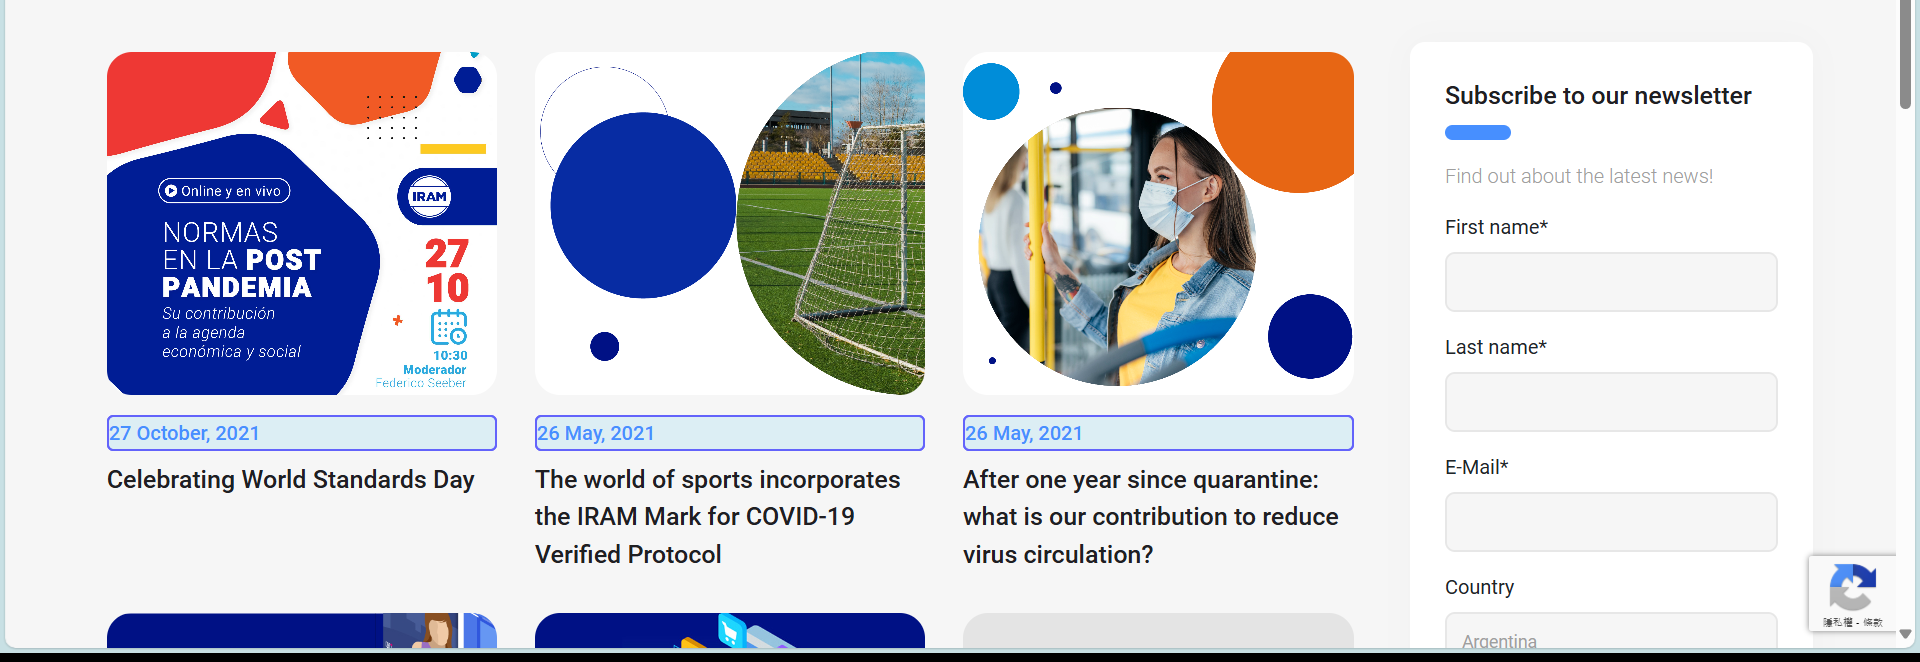 Online y en vivo
NORMAS
EN LA POST
PANDEMIA
Su contribución
a la agenda
económica y social
IRAM
27
10
10:30
Moderador
Federico Seeber
27 October, 2021
Celebrating World Standards Day
26 May, 2021
The world of sports incorporates
the IRAM Mark for COVID-19
Verified Protocol
26 May, 2021
After one year since quarantine:
what is our contribution to reduce
virus circulation?
Subscribe to our newsletter
Find out about the latest news!
First name*
Last name*
E-Mail*
Country
Argentina
隱私權 - 條款